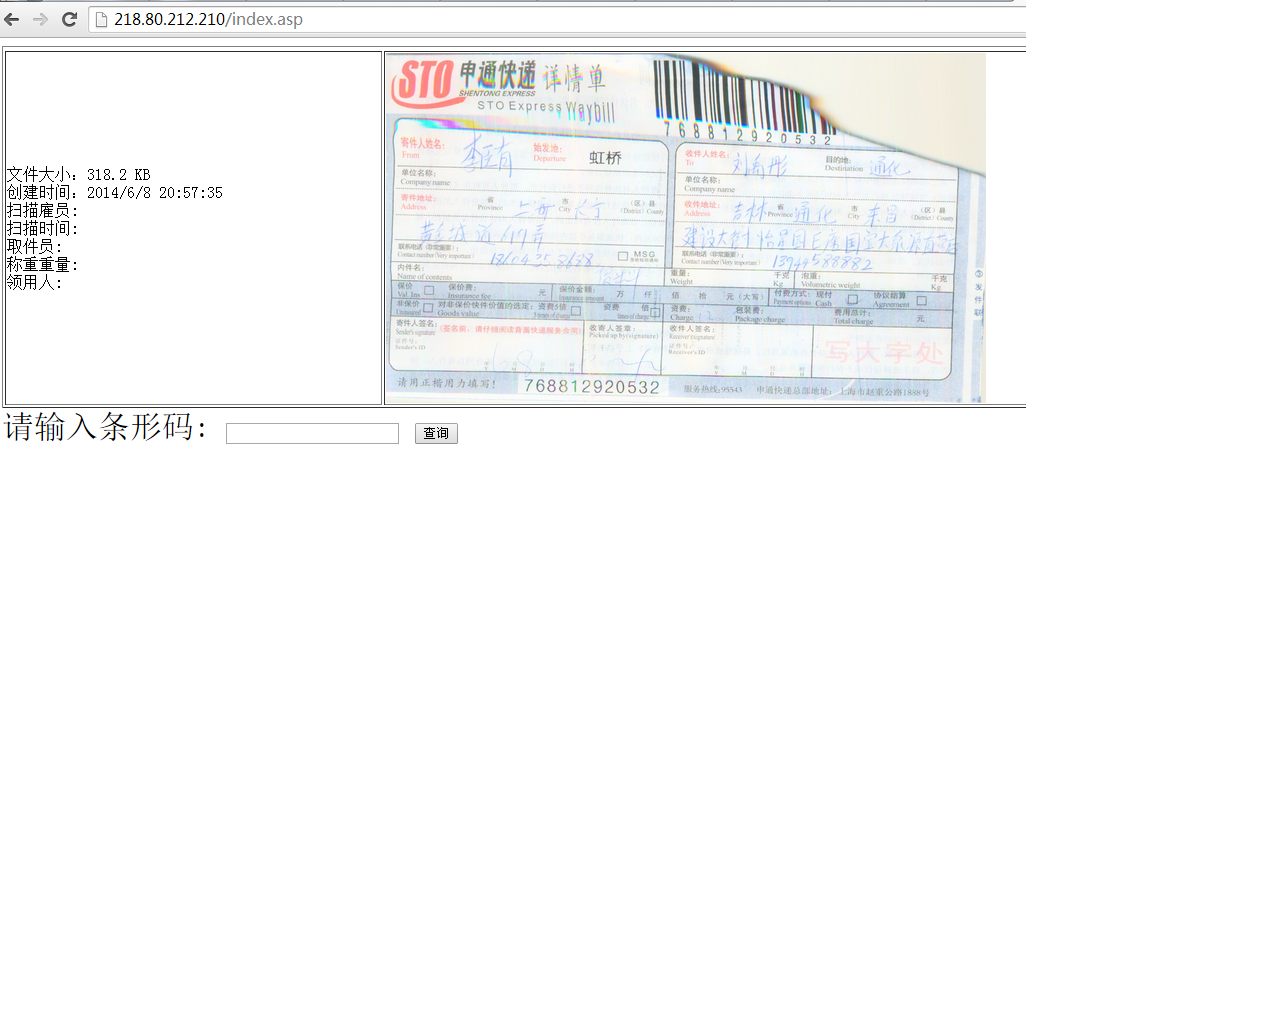 218.80.212.210/index.asp
文件大小：318.2 KB
创建时间：2014/6/8 20:57:35
扫描雇员：
扫描时间：
取件员：
称重重量：
领用人：
STO 申通快递 详情单
SHENTONG EXPRESS
STO Express Waybill
768812920532
寄件人姓名：
From
始发地：
Departure
虹桥
收件人姓名：
To
目的地：
Destination
通化
单位名称：
Company name
单位名称：
Company name
寄件地址：
Address
省
Province
上海
市
City
长宁
（区）县
(District) County
收件地址：
Address
吉林
省
Province
通化
市
City
东昌
（区）县
(District) County
联系电话（非常重要）：
Contact number(Very important)
MSG
联系电话（非常重要）：
Contact number(Very important)
13944588882
内件名：
Name of contents
重量：
Weight
千克
Kg
泡重：
Volumetric weight
千克
Kg
保价
Val. Ins
保价费：
Insurance fee
元
保价金额：
Insurance amount
万 仟 佰 拾 元（大写）
付费方式：
Payment options
现付
Cash
协议结算
Agreement
非保价
Uninsured
对非保价快件价值的选定：
Goods value
资费5倍
5 times of charge
资费 倍
times of charge
资费：
Charge
包装费：
Package charge
费用总计：
Total charge
元
寄件人签名：
Sender's signature
(签名前，请仔细阅读背面快递服务合同)
证件号：
Sender's ID
收寄人签章：
Picked up by(signature)
收件人签名：
Receiver'ssignature
证件号：
Receiver's ID
写大字处
③发件联
请用正楷用力填写！
768812920532
服务热线：95543
申通快递总部地址：上海市赵重公路1888号
请输入条形码：
查询